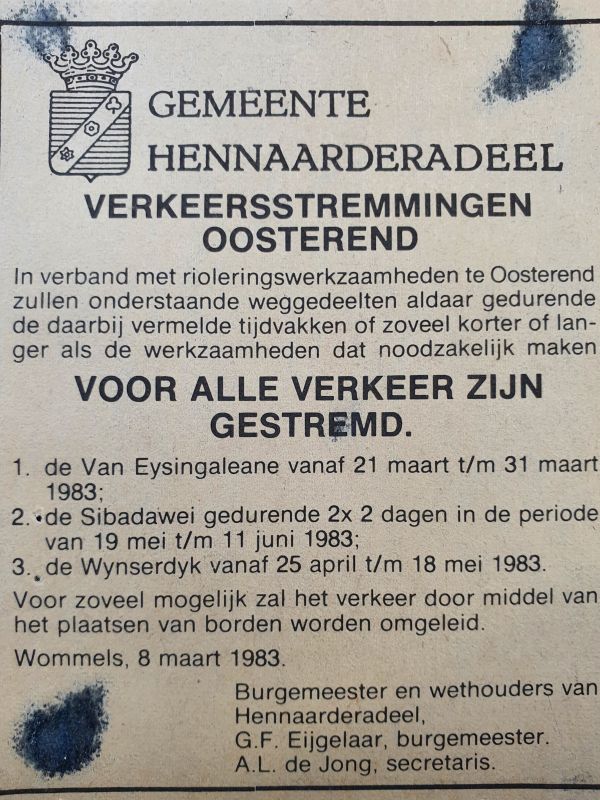 GEMEENTE
HENNAARDERADEEL
VERKEERSSTREMMINGEN
OOSTEREND
In verband met rioleringswerkzaamheden te Oosterend
zullen onderstaande weggedeelten aldaar gedurende
de daarbij vermelde tijdvakken of zoveel korter of lan-
ger als de werkzaamheden dat noodzakelijk maken
VOOR ALLE VERKEER ZIJN
GESTREMD.
1. de Van Eysingaleane vanaf 21 maart t/m 31 maart
1983;
2. de Sibadawei gedurende 2x 2 dagen in de periode
van 19 mei t/m 11 juni 1983;
3. de Wynserdyk vanaf 25 april t/m 18 mei 1983.
Voor zoveel mogelijk zal het verkeer door middel van
het plaatsen van borden worden omgeleid.
Wommels, 8 maart 1983.
Burgemeester en wethouders van
Hennaarderadeel,
G.F. Eijgelaar, burgemeester.
A.L. de Jong, secretaris.